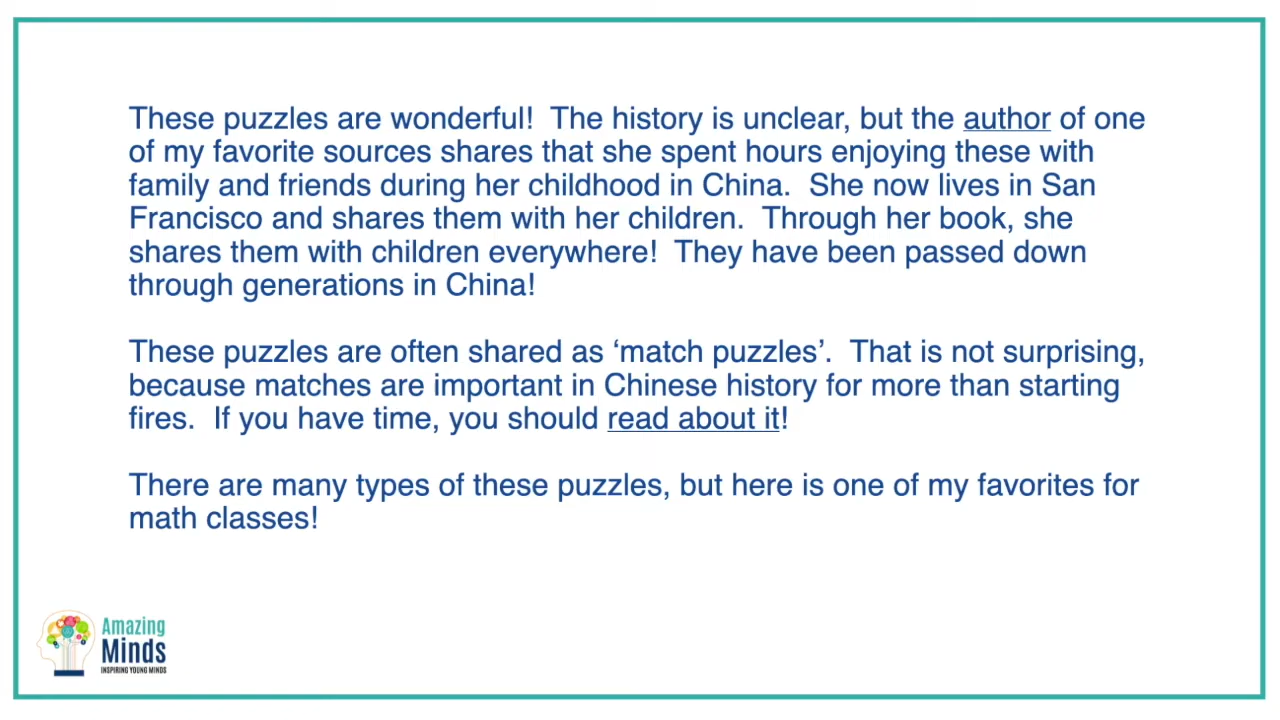 These puzzles are wonderful!  The history is unclear, but the author of one
of my favorite sources shares that she spent hours enjoying these with
family and friends during her childhood in China.  She now lives in San
Francisco and shares them with her children.  Through her book, she
shares them with children everywhere!  They have been passed down
through generations in China!
These puzzles are often shared as ‘match puzzles’.  That is not surprising,
because matches are important in Chinese history for more than starting
fires.  If you have time, you should read about it!
There are many types of these puzzles, but here is one of my favorites for
math classes!
Amazing
Minds
INSPIRING YOUNG MINDS